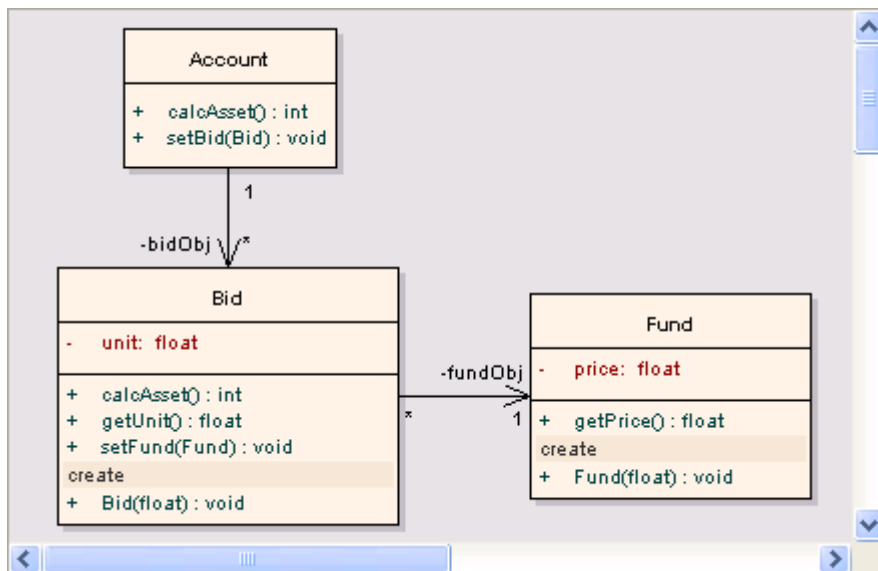 Account
+ calcAsset() : int
+ setBid(Bid) : void
1
-bidObj
*
Bid
- unit: float
+ calcAsset() : int
+ getUnit() : float
+ setFund(Fund) : void
create
+ Bid(float) : void
-fundObj
*
1
Fund
- price: float
+ getPrice() : float
create
+ Fund(float) : void